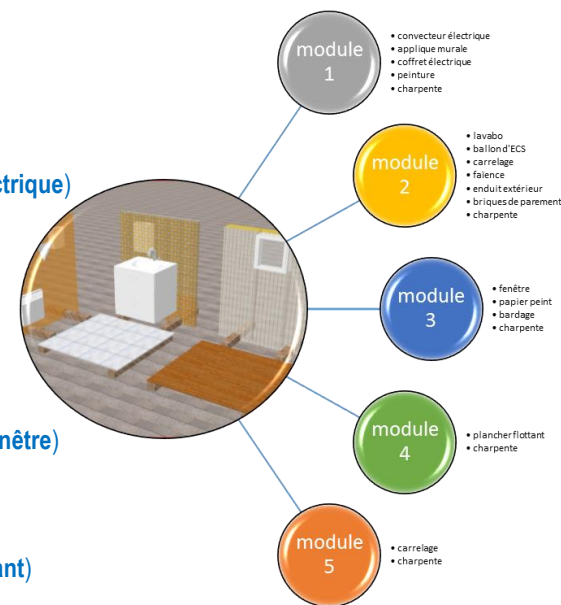 module
1
• convecteur électrique
• applique murale
• coffret électrique
• peinture
• charpente
ctrique)
module
2
• lavabo
• ballon d'ECS
• carrelage
• faïence
• enduit extérieur
• briques de parement
• charpente
module
3
• fenêtre
• papier peint
• bardage
• charpente
nêtre)
module
4
• plancher flottant
• charpente
module
5
• carrelage
• charpente
ant)